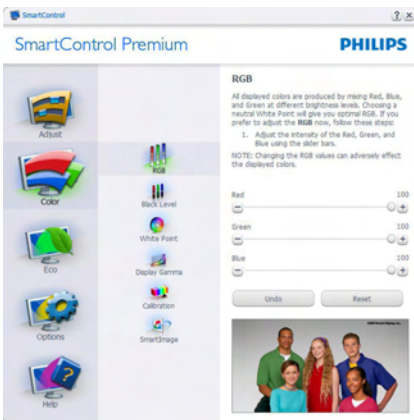 SmartControl
SmartControl Premium
PHILIPS
Adjust
Color
Eco
Options
Help
RGB
Black Level
White Point
Display Gamma
Calibration
SmartImage
RGB
All displayed colors are produced by mixing Red, Blue,
and Green at different brightness levels. Choosing a
neutral White Point will give you optimal RGB. If you
prefer to adjust the RGB now, follow these steps:
1. Adjust the intensity of the Red, Green, and
Blue using the slider bars.
NOTE: Changing the RGB values can adversely effect
the displayed colors.
Red 100
Green 100
Blue 100
Undo Reset